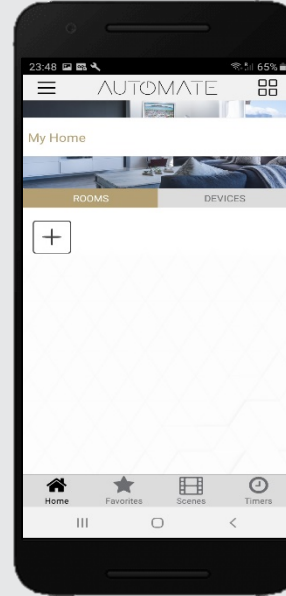 23:48 65%
AUTOMATE
My Home
ROOMS DEVICES
Home Favorites Scenes Timers